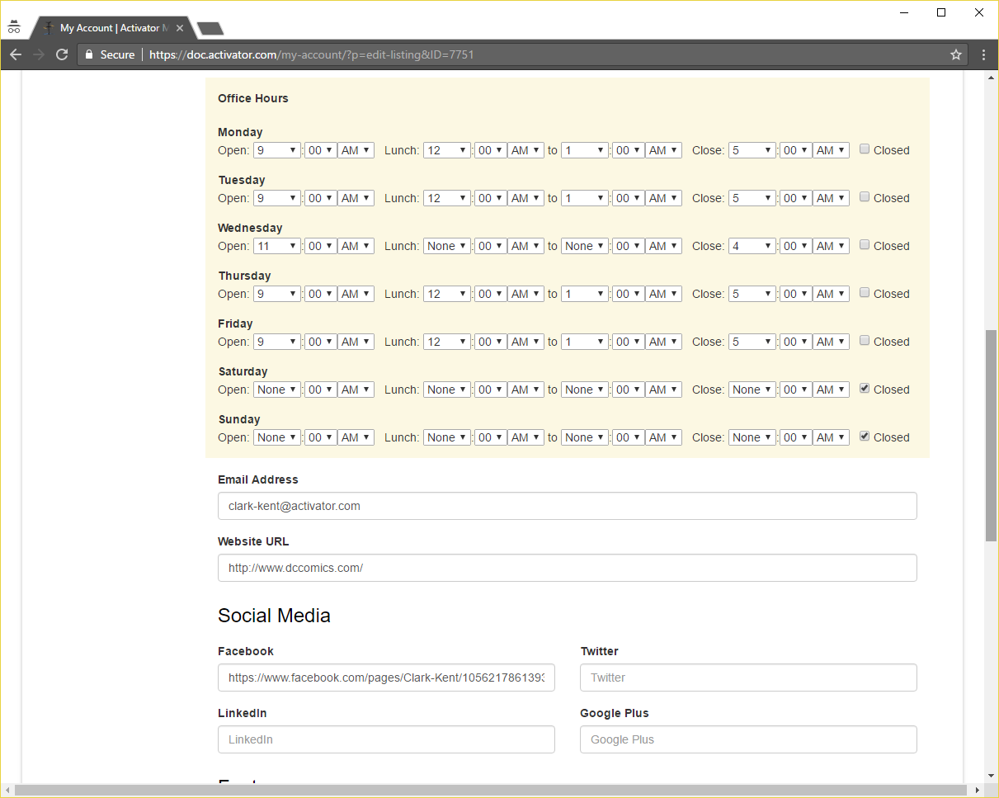 My Account | Activator M
Secure https://doc.activator.com/my-account/?p=edit-listing&ID=7751
Office Hours
Monday
Open: 9 : 00 AM Lunch: 12 : 00 AM to 1 : 00 AM Close: 5 : 00 AM Closed
Tuesday
Open: 9 : 00 AM Lunch: 12 : 00 AM to 1 : 00 AM Close: 5 : 00 AM Closed
Wednesday
Open: 11 : 00 AM Lunch: None : 00 AM to None : 00 AM Close: 4 : 00 AM Closed
Thursday
Open: 9 : 00 AM Lunch: 12 : 00 AM to 1 : 00 AM Close: 5 : 00 AM Closed
Friday
Open: 9 : 00 AM Lunch: 12 : 00 AM to 1 : 00 AM Close: 5 : 00 AM Closed
Saturday
Open: None : 00 AM Lunch: None : 00 AM to None : 00 AM Close: None : 00 AM Closed
Sunday
Open: None : 00 AM Lunch: None : 00 AM to None : 00 AM Close: None : 00 AM Closed
Email Address
clark-kent@activator.com
Website URL
http://www.dccomics.com/
Social Media
Facebook Twitter
https://www.facebook.com/pages/Clark-Kent/1056217861393 Twitter
LinkedIn Google Plus
LinkedIn Google Plus